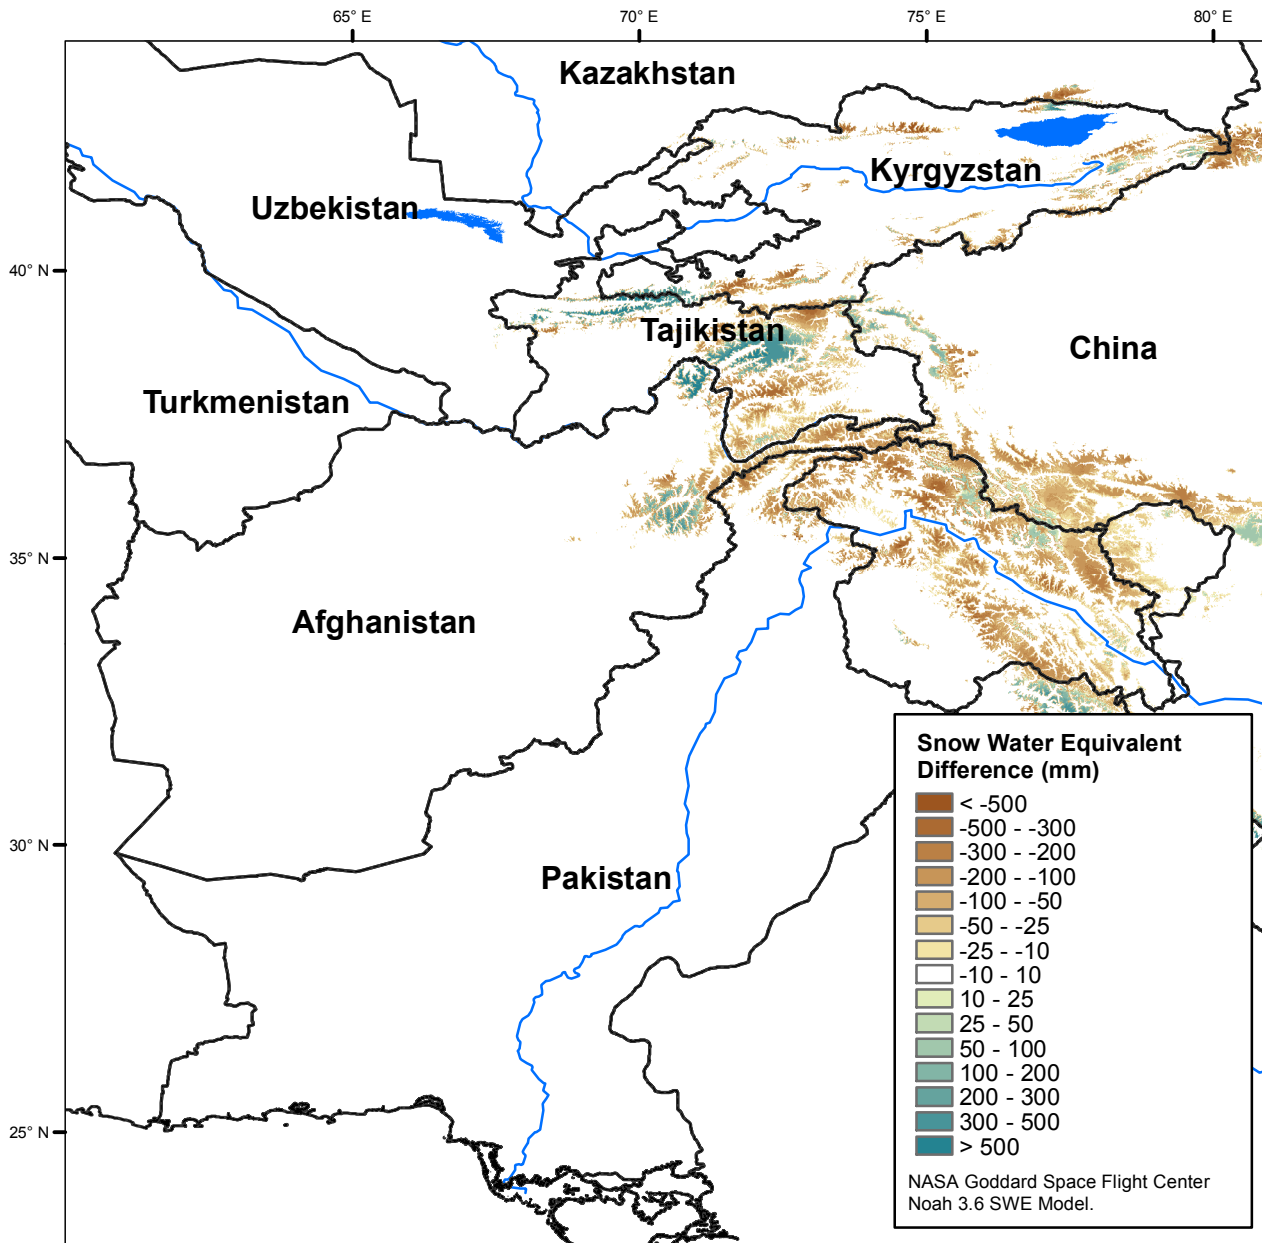 65° E
70° E
75° E
80° E
Kazakhstan
Kyrgyzstan
Uzbekistan
40° N
Tajikistan
China
Turkmenistan
35° N
Afghanistan
30° N
Pakistan
25° N
Snow Water Equivalent
Difference (mm)
< -500
-500 - -300
-300 - -200
-200 - -100
-100 - -50
-50 - -25
-25 - -10
-10 - 10
10 - 25
25 - 50
50 - 100
100 - 200
200 - 300
300 - 500
> 500
NASA Goddard Space Flight Center
Noah 3.6 SWE Model.